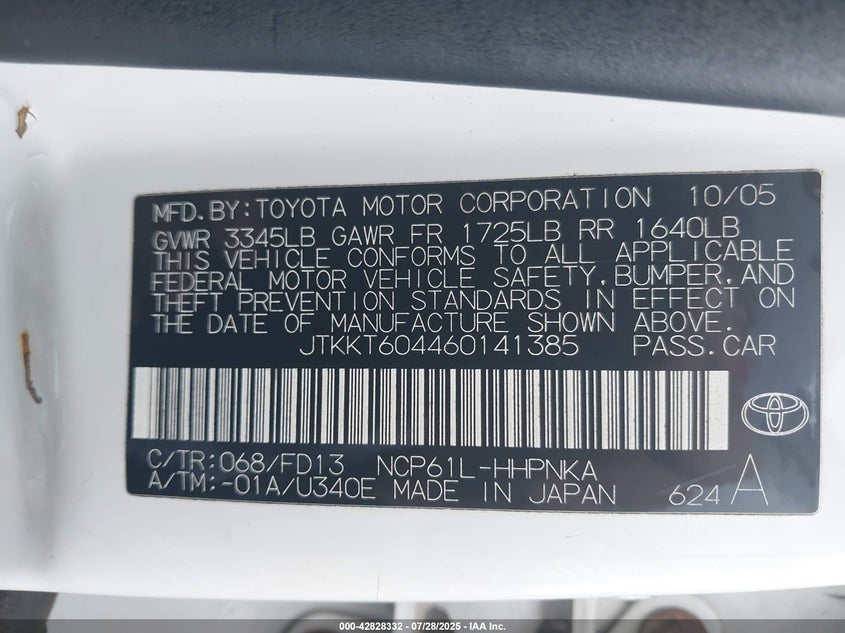 MFD.BY:TOYOTA MOTOR CORPORATION 10/05
GVWR 3345LB GAWR FR 1725LB RR 1640LB
THIS VEHICLE CONFORMS TO ALL APPLICABLE
FEDERAL MOTOR VEHICLE SAFETY,BUMPER,AND
THEFT PREVENTION STANDARDS IN EFFECT ON
THE DATE OF MANUFACTURE SHOWN ABOVE.
JTKKT604460141385 PASS.CAR
C/TR:068/FD13 NCP61L-HHPNKA
A/TM:-01A/U340E MADE IN JAPAN 624 A
000-42828332 - 07/28/2025 - © IAA Inc.